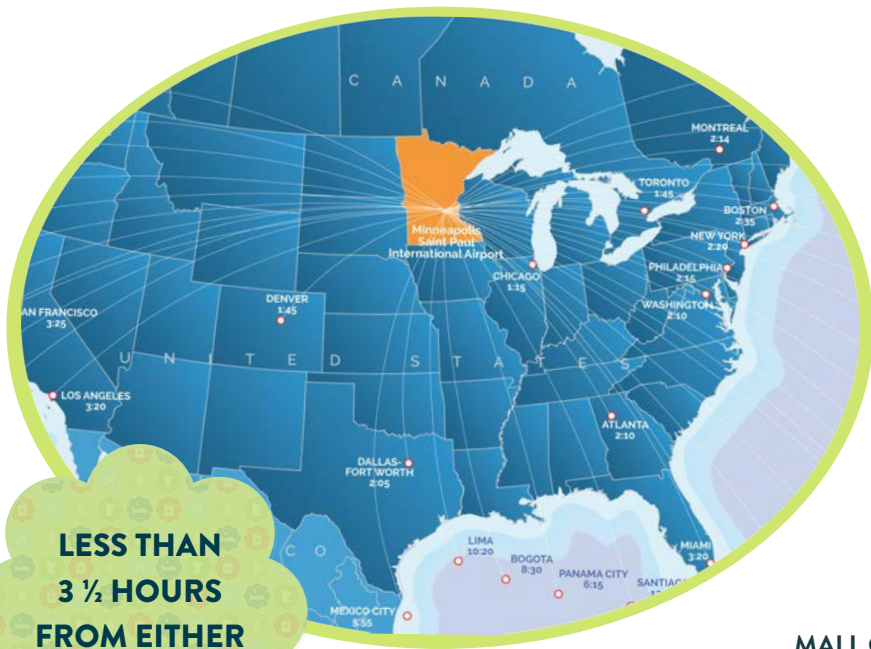 CANADA
MONTREAL
2:14
TORONTO
1:45
BOSTON
2:35
NEW YORK
2:20
Minneapolis
Saint Paul
International Airport
PHILADELPHIA
2:15
CHICAGO
1:15
WASHINGTON
2:10
DENVER
1:45
AN FRANCISCO
3:25
UNITED STATES
LOS ANGELES
3:20
ATLANTA
2:10
DALLAS-
FORT WORTH
2:05
LESS THAN
3 ½ HOURS
FROM EITHER
CO
LIMA
10:20
BOGOTA
8:30
PANAMA CITY
6:15
MIAMI
3:20
MEXICO CITY
5:55
MALL